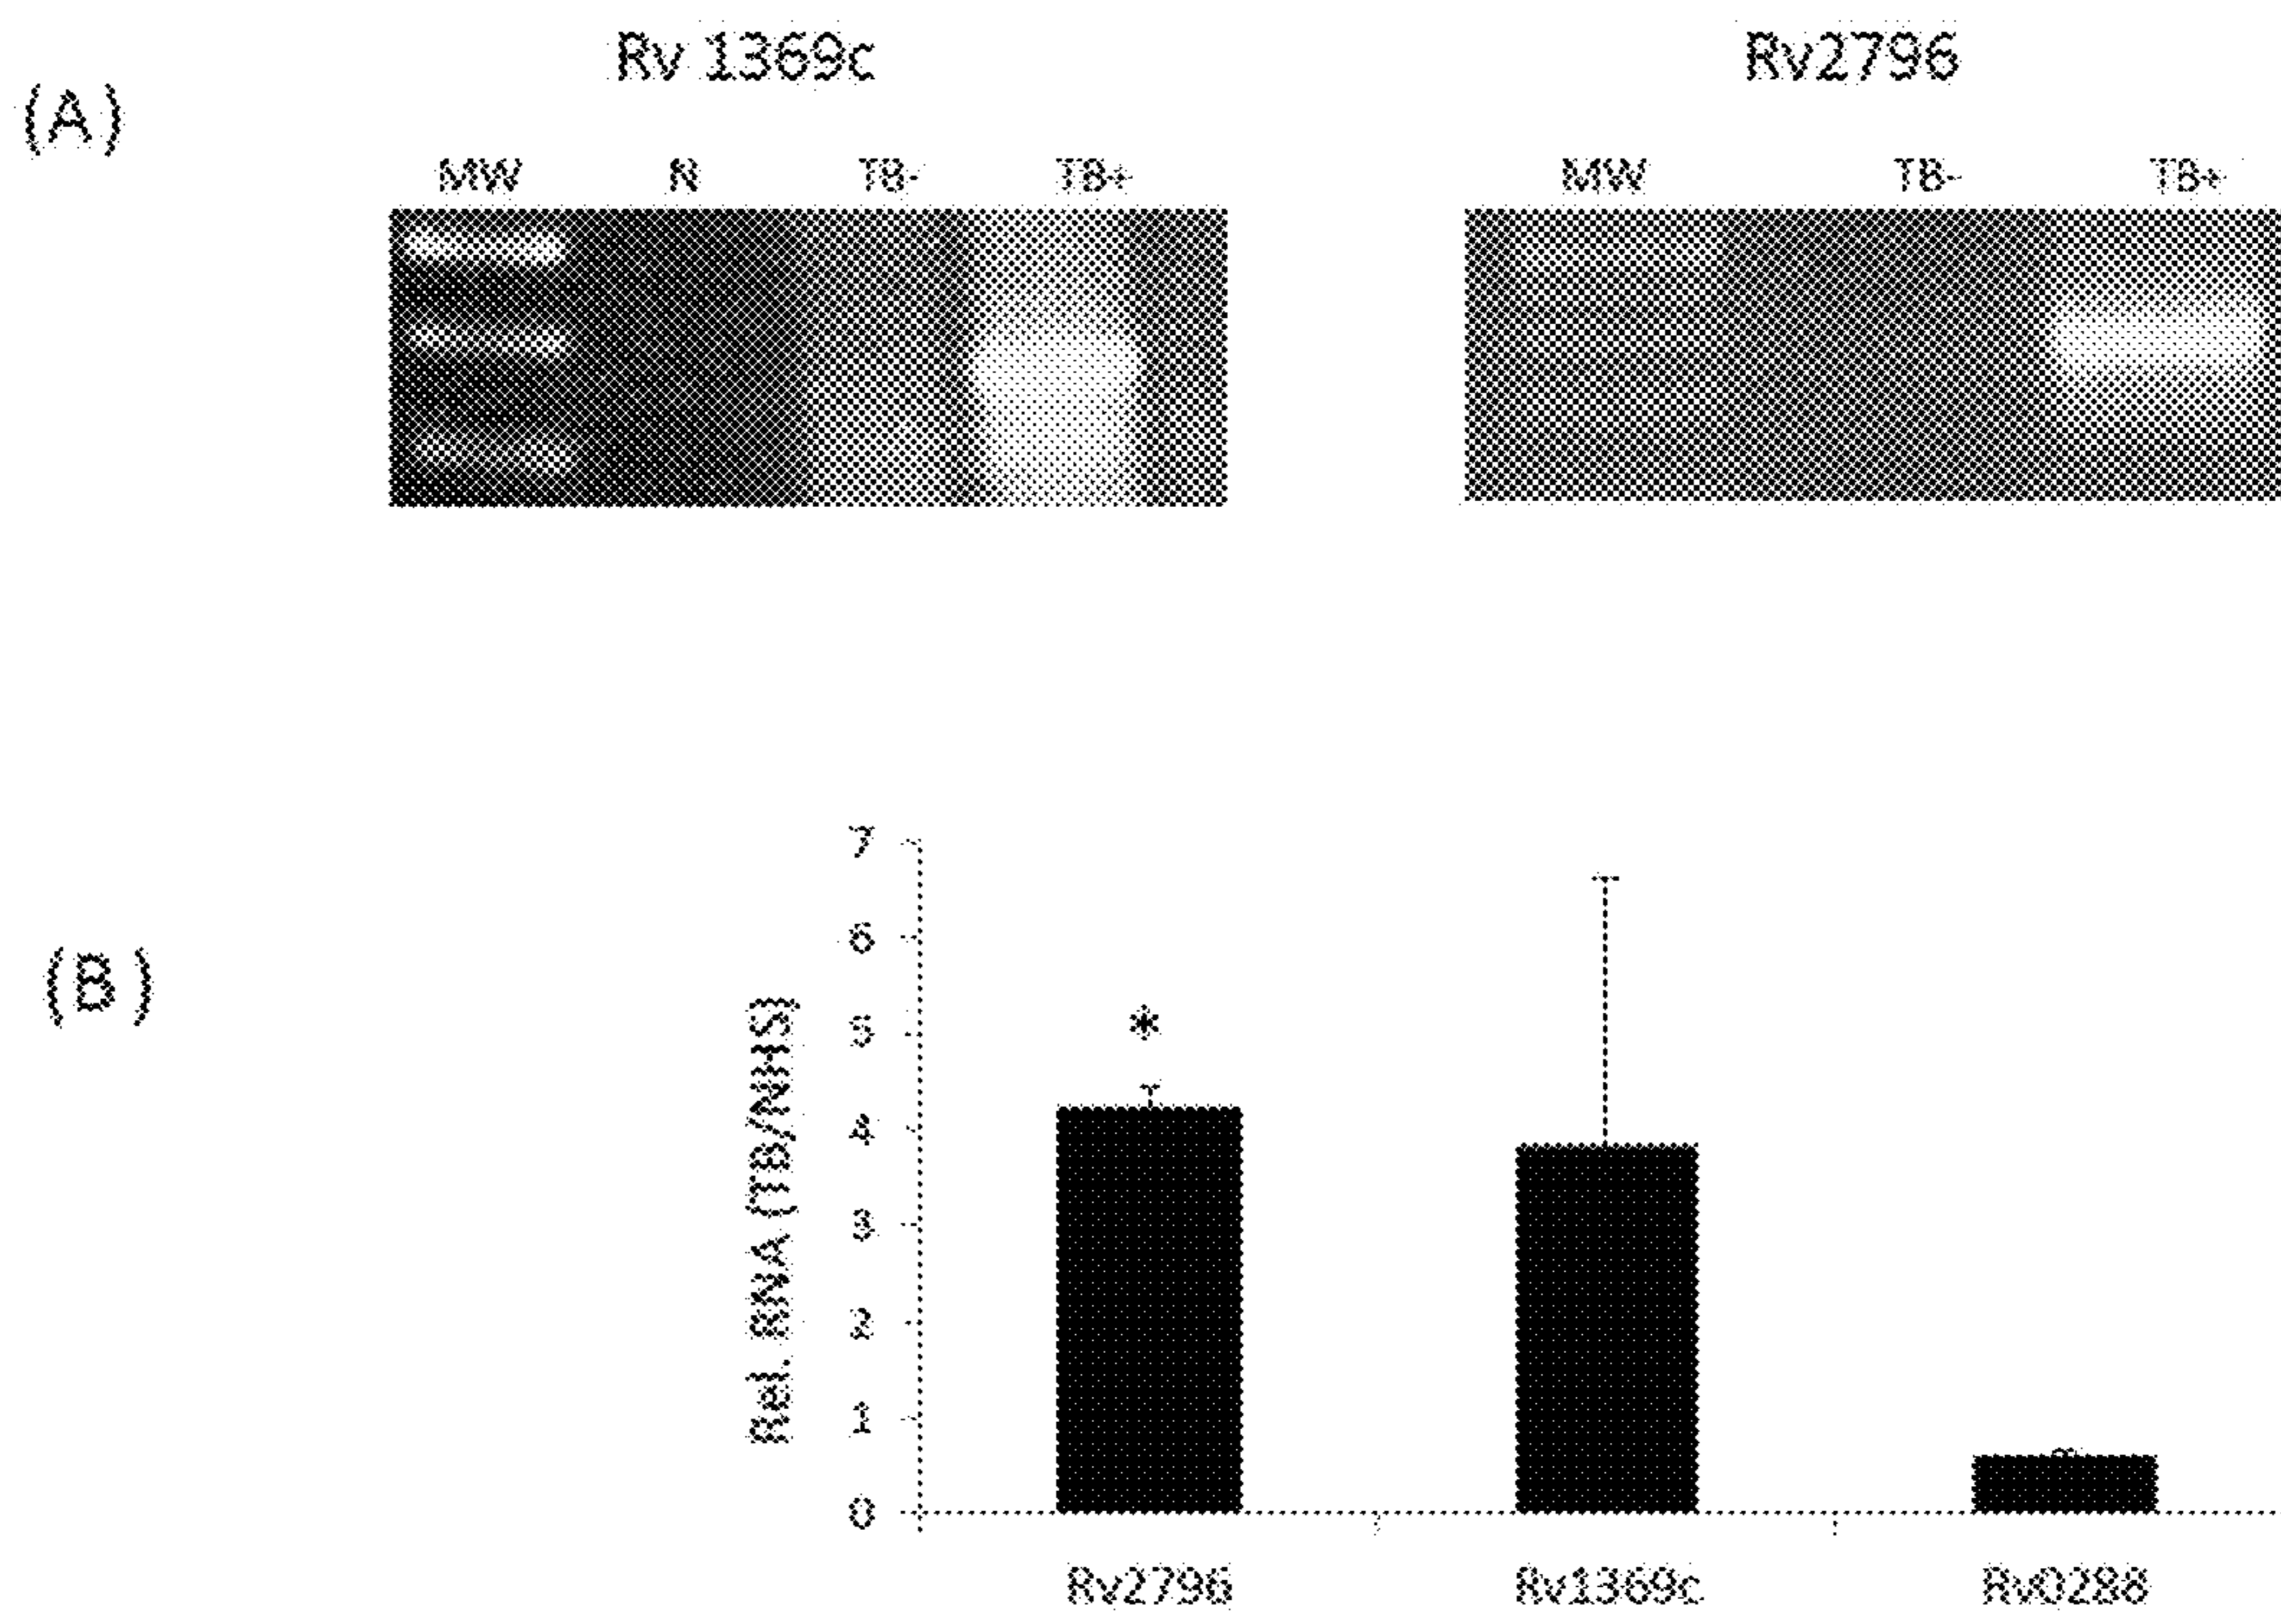 Rv 1369c Rv2796
(A)
MW N TB- TB+ MW TB- TB+
(B)
Rel. RNA (TB/NHS)
7
6
*
5
4
3
2
1
0
Rv2796 Rv1369c Rv0288